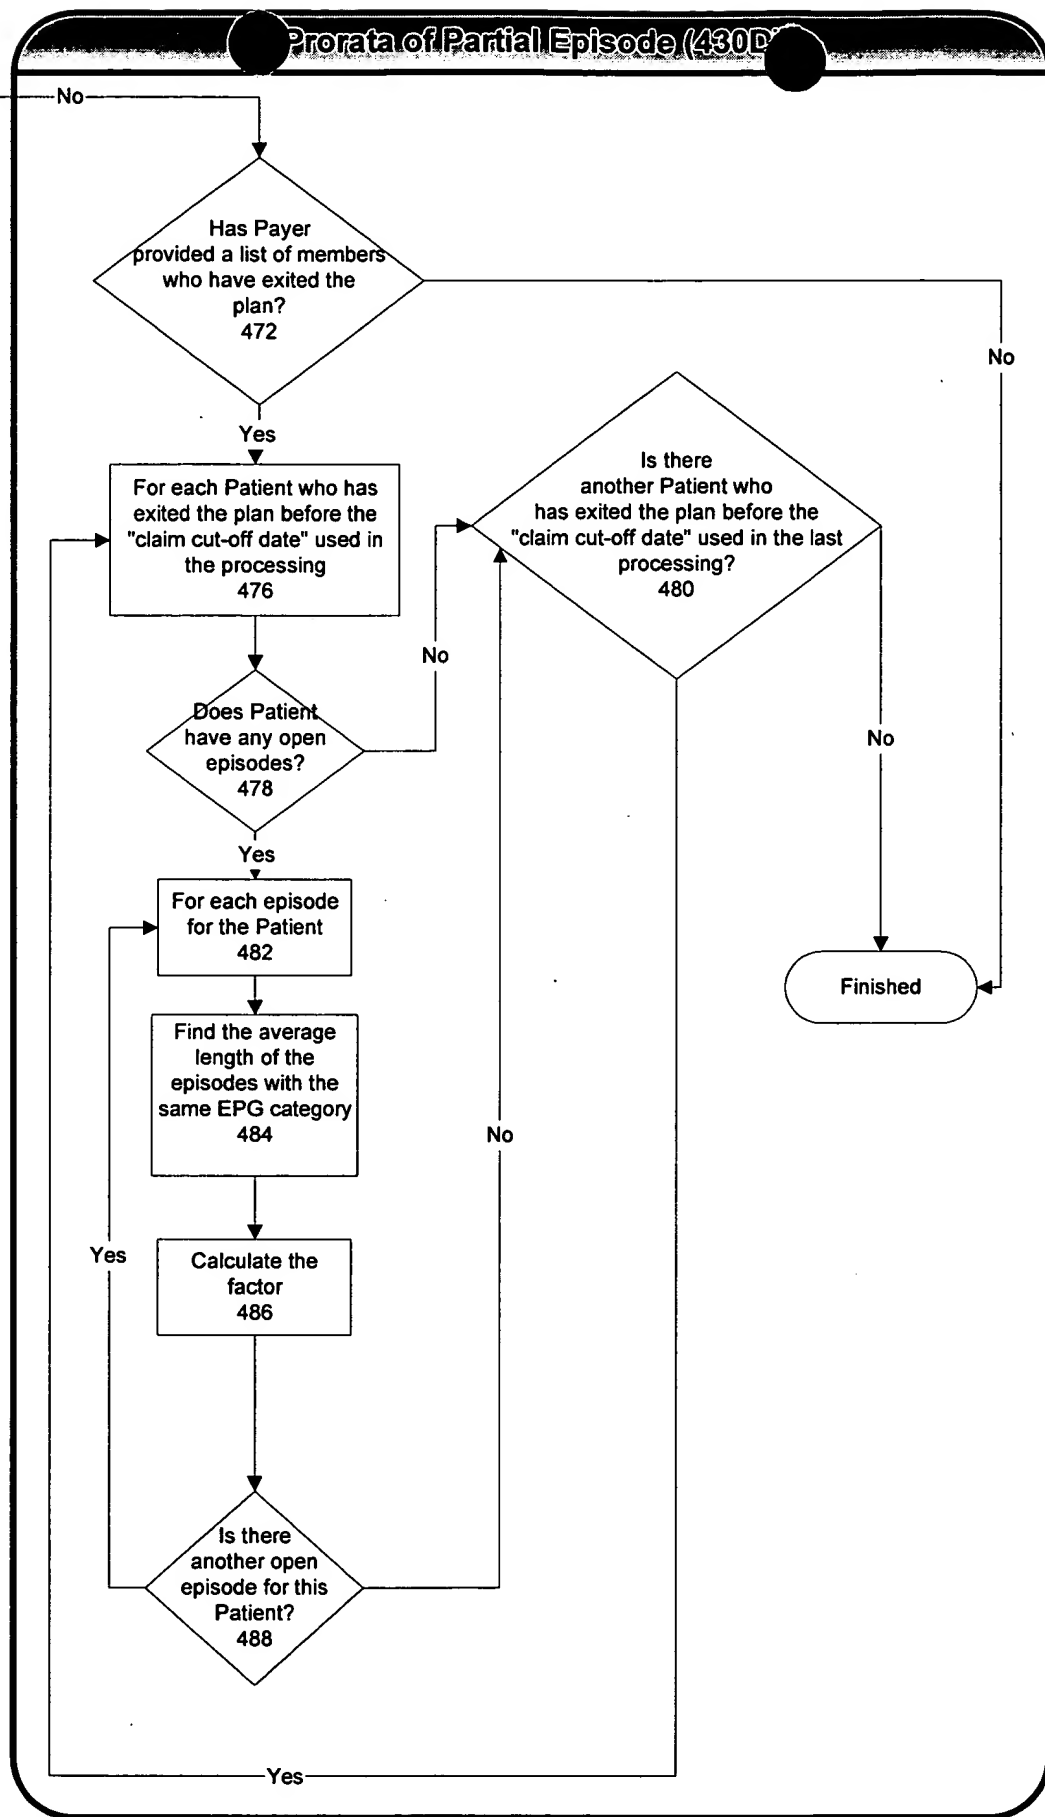 Prorata of Partial Episode (430D)
No
Has Payer
provided a list of members
who have exited the
plan?
472
No
Yes
For each Patient who has
exited the plan before the
"claim cut-off date" used in
the processing
476
Is there
another Patient who
has exited the plan before the
"claim cut-off date" used in the last
processing?
480
No
Does Patient
have any open
episodes?
478
No
Yes
For each episode
for the Patient
482
Finished
Find the average
length of the
episodes with the
same EPG category
484
No
Yes
Calculate the
factor
486
Is there
another open
episode for this
Patient?
488
Yes